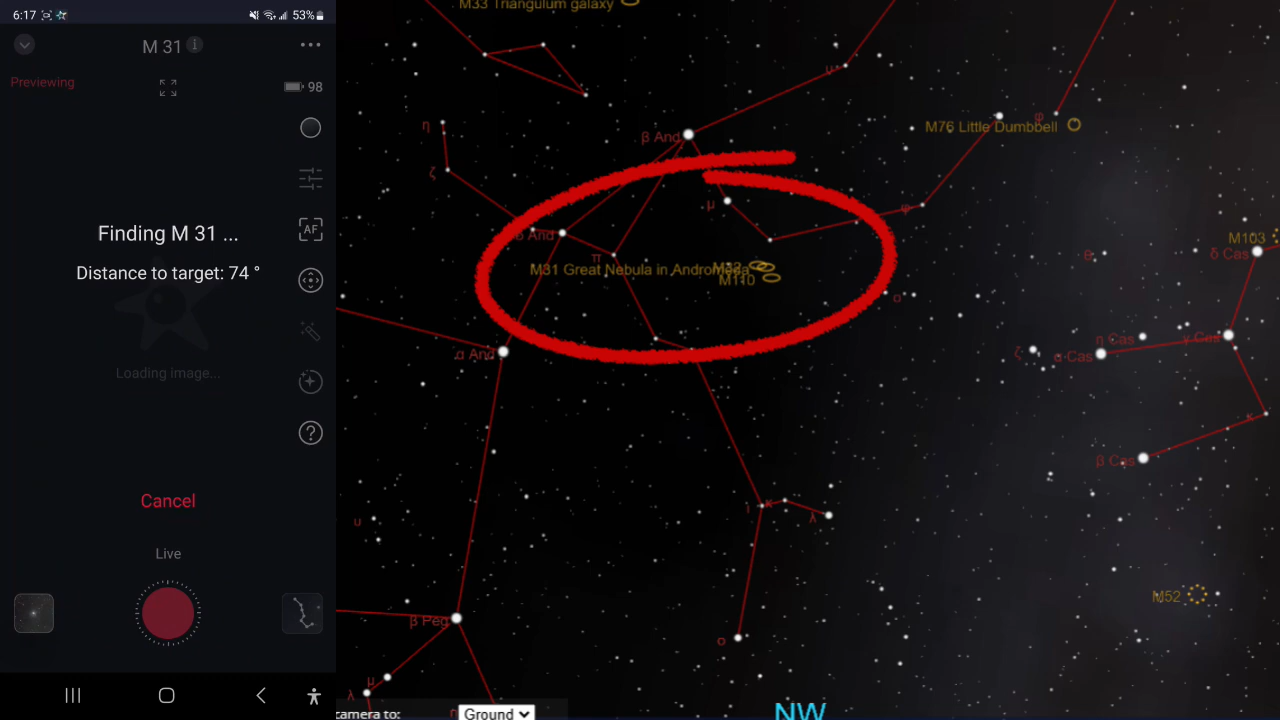 6:17
53%
M 31
Previewing
98
Finding M 31 ...
Distance to target: 74 °
AF
Loading image...
Cancel
Live
M33 Triangulum galaxy
μ
M76 Little Dumbbell
φ
η
β And
ζ
μ
φ
δ And
π
M103
δ Cas
θ
M31 Great Nebula in Andromeda
M32
M110
ο
α And
ζ
η Cas
α Cas
γ Cas
κ
β Cas
ι
κ
λ
u
M52
β Peg
ο
μ
λ
η
camera to:
Ground
NW